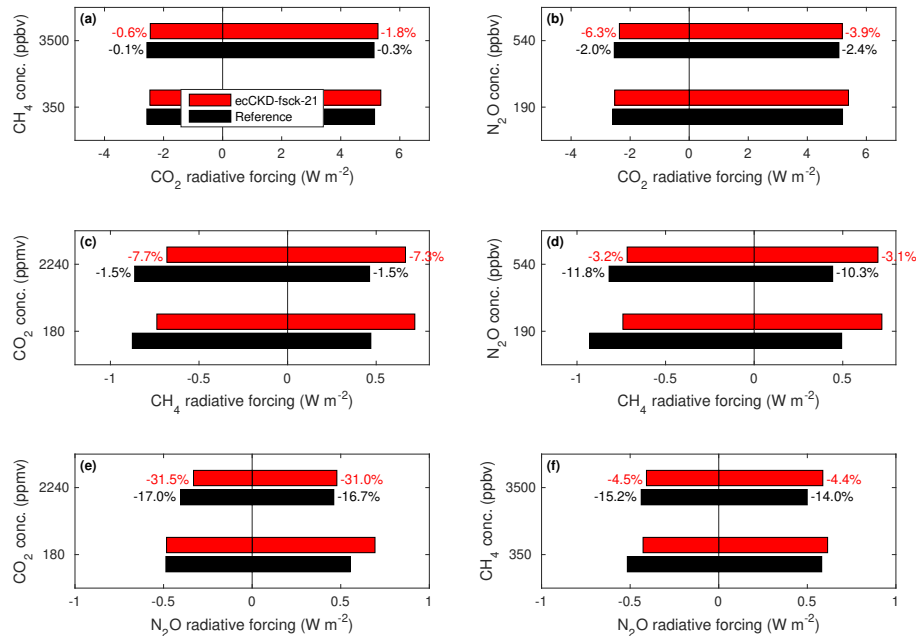 (a)
CH4 conc. (ppbv)
3500
350
-0.6%
-0.1%
-1.8%
-0.3%
ecCKD-fsck-21
Reference
-4 -2 0 2 4 6
CO2 radiative forcing (W m-2)
(b)
N2O conc. (ppbv)
540
190
-6.3%
-2.0%
-3.9%
-2.4%
-4 -2 0 2 4 6
CO2 radiative forcing (W m-2)
(c)
CO2 conc. (ppmv)
2240
180
-7.7%
-1.5%
-7.3%
-1.5%
-1 -0.5 0 0.5
CH4 radiative forcing (W m-2)
(d)
N2O conc. (ppbv)
540
190
-3.2%
-11.8%
-3.1%
-10.3%
-1 -0.5 0 0.5
CH4 radiative forcing (W m-2)
(e)
CO2 conc. (ppmv)
2240
180
-31.5%
-17.0%
-31.0%
-16.7%
-1 -0.5 0 0.5 1
N2O radiative forcing (W m-2)
(f)
CH4 conc. (ppbv)
3500
350
-4.5%
-15.2%
-4.4%
-14.0%
-1 -0.5 0 0.5 1
N2O radiative forcing (W m-2)